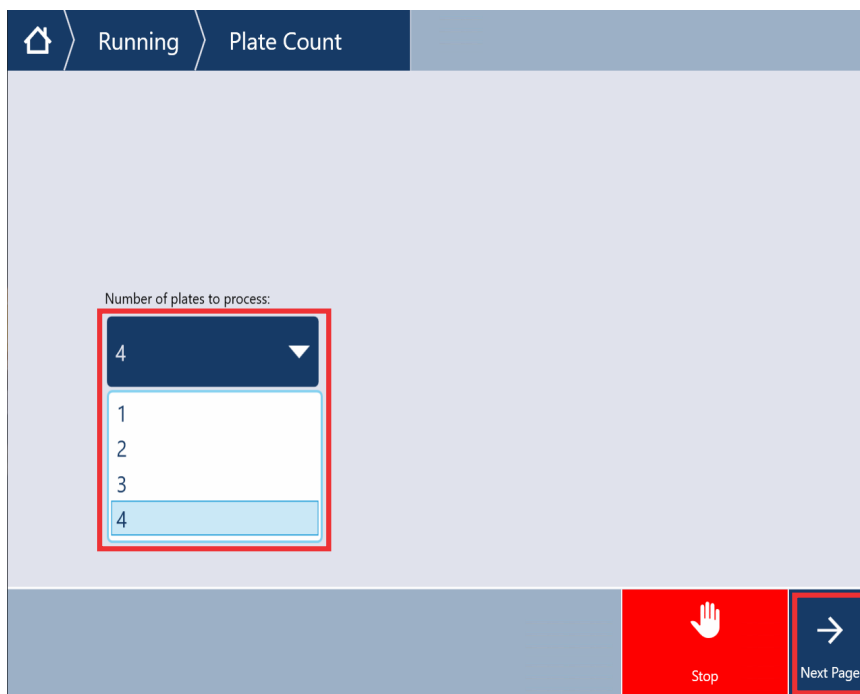 Running Plate Count
Number of plates to process:
4
1
2
3
4
Stop
Next Page